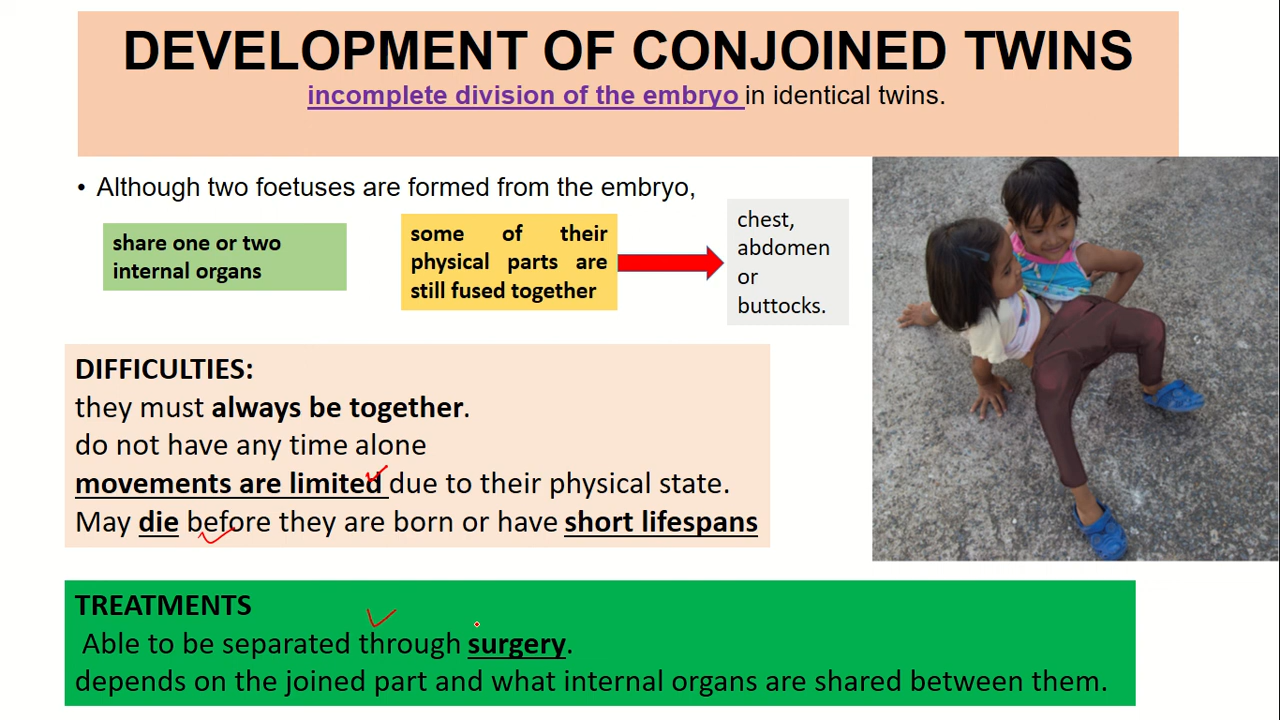 DEVELOPMENT OF CONJOINED TWINS
incomplete division of the embryo in identical twins.
• Although two foetuses are formed from the embryo,
share one or two
internal organs
some of their
physical parts are
still fused together
chest,
abdomen
or
buttocks.
DIFFICULTIES:
they must always be together.
do not have any time alone
movements are limited due to their physical state.
May die before they are born or have short lifespans
TREATMENTS
Able to be separated through surgery.
depends on the joined part and what internal organs are shared between them.